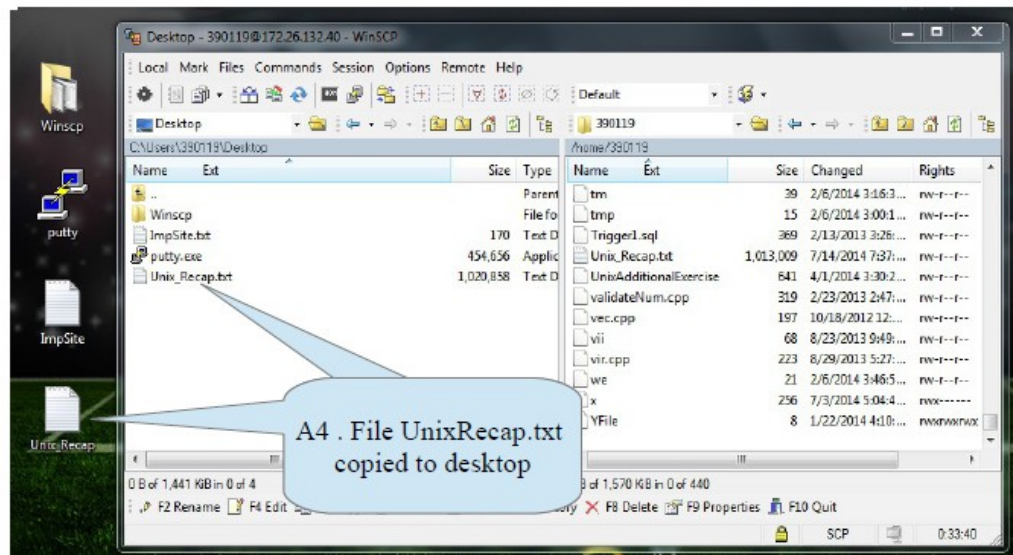 Desktop - 390119@172.26.132.40 - WinSCP
Local Mark Files Commands Session Options Remote Help
Default
Desktop
390119
C:\Users\390119\Desktop
/home/390119
Name Ext Size Type
Name Ext Size Changed Rights
..
Parent
Winscp File fo
ImpSite.txt 170 Text D
putty.exe 454,656 Applic
Unix_Recap.txt 1,020,858 Text D
tm 39 2/6/2014 3:16:3... rw-r--r--
tmp 15 2/6/2014 3:00:1... rw-r--r--
Trigger1.sql 369 2/13/2013 3:26:... rw-r--r--
Unix_Recap.txt 1,013,009 7/14/2014 7:37:... rw-r--r--
UnixAdditionalExercise 641 4/1/2014 3:30:2... rw-r--r--
validateNum.cpp 319 2/23/2013 2:47:... rw-r--r--
vec.cpp 197 10/18/2012 12:... rw-r--r--
vii 68 8/23/2013 9:49:... rw-r--r--
vir.cpp 223 8/29/2013 5:27:... rw-r--r--
we 21 2/6/2014 3:46:5... rw-r--r--
x 256 7/3/2014 5:04:4... rwx------
YFile 8 1/22/2014 4:10:... rwxrwxrwx
Winscp
putty
ImpSite
Unix_Recap
A4 . File UnixRecap.txt
copied to desktop
0 B of 1,441 KiB in 0 of 4
of 1,570 KiB in 0 of 440
F2 Rename F4 Edit
F8 Delete F9 Properties F10 Quit
SCP 0:33:40